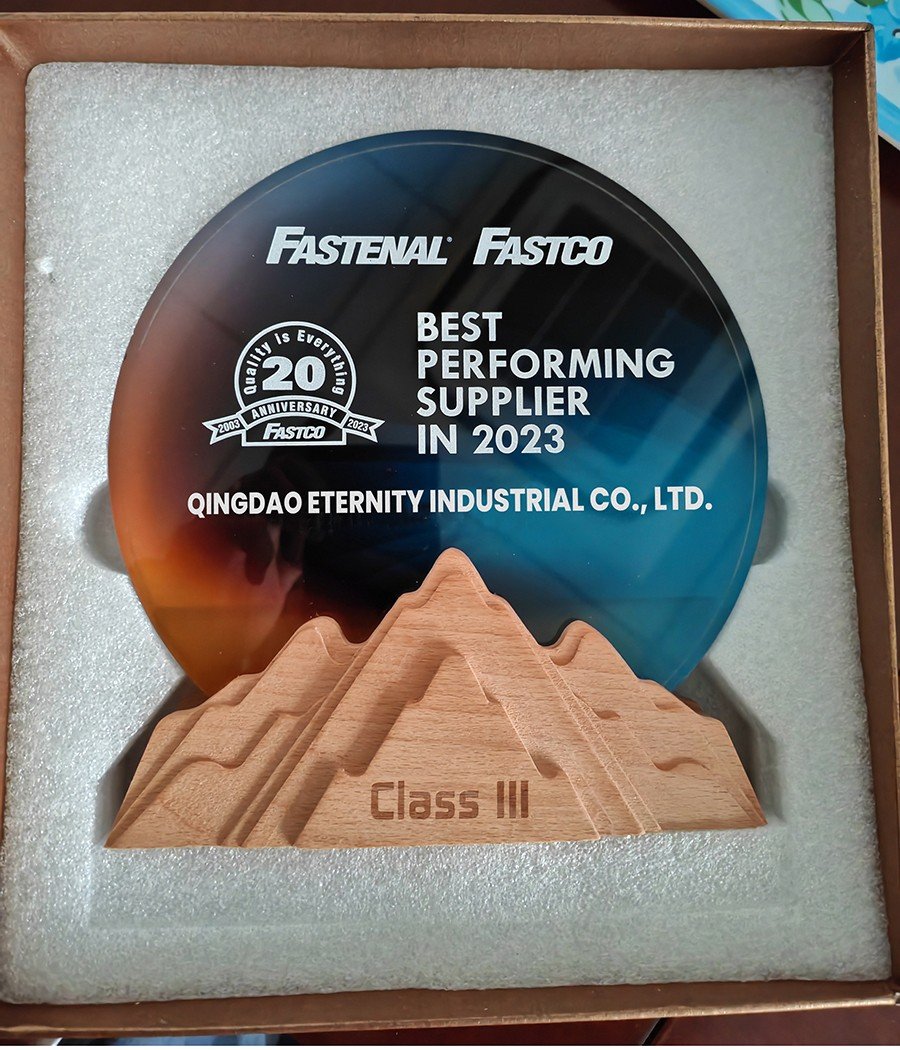 FASTENAL® FASTCO
Quality is Everything
20
ANNIVERSARY
2003 FASTCO 2023
BEST
PERFORMING
SUPPLIER
IN 2023
QINGDAO ETERNITY INDUSTRIAL CO., LTD.
Class III